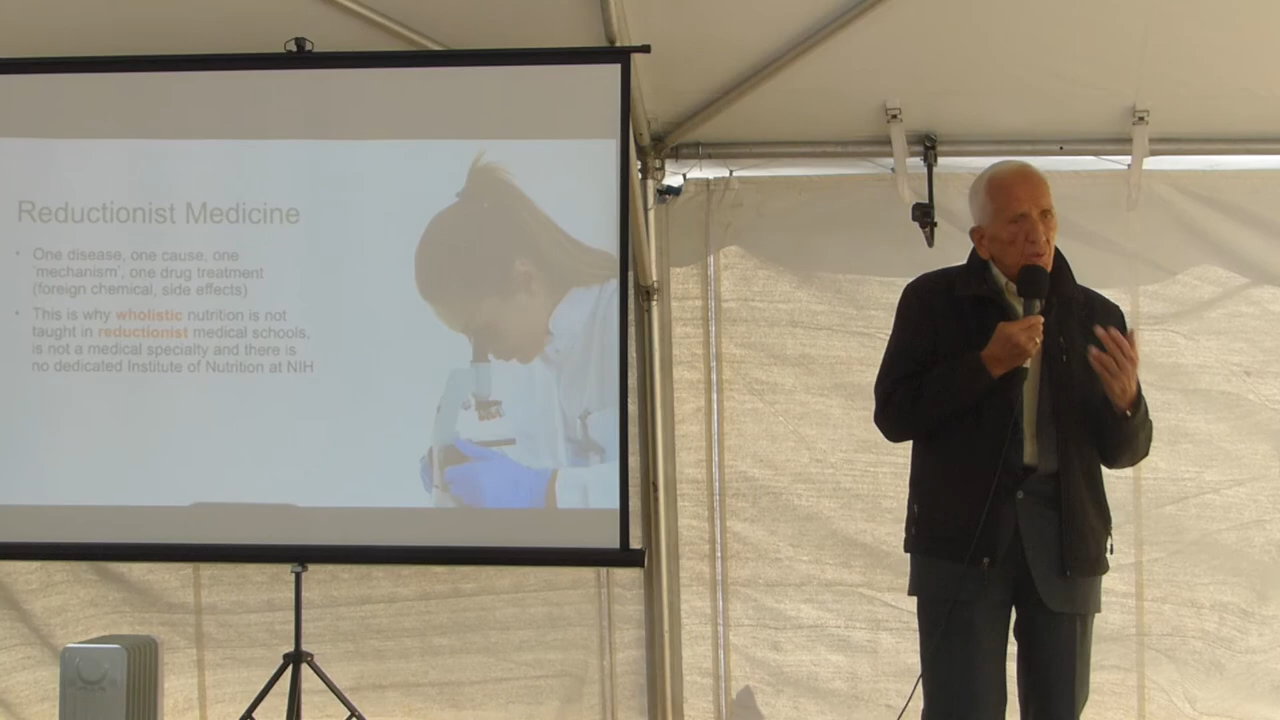 Reductionist Medicine
• One disease, one cause, one
'mechanism', one drug treatment
(foreign chemical, side effects)
• This is why wholistic nutrition is not
taught in reductionist medical schools,
is not a medical specialty and there is
no dedicated Institute of Nutrition at NIH